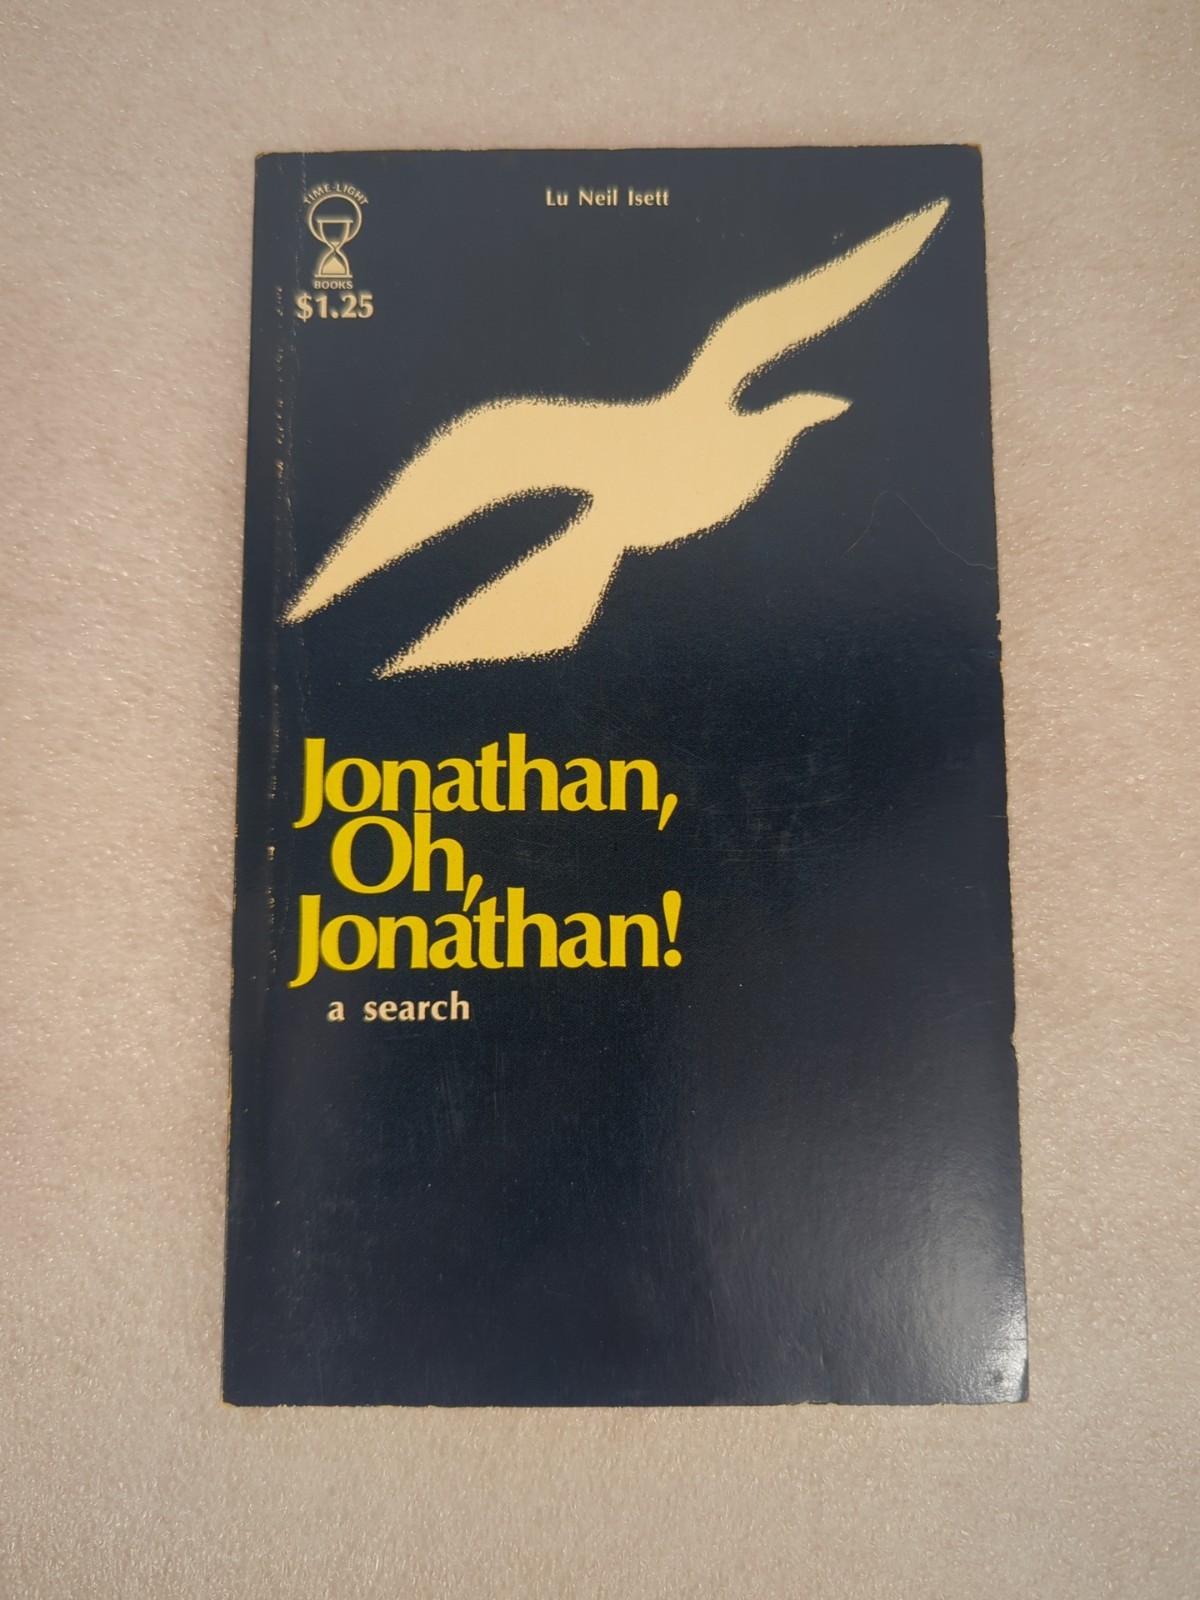 TIME-LIGHT
BOOKS
$1.25
Lu Neil Isett
Jonathan,
Oh,
Jonathan!
a search